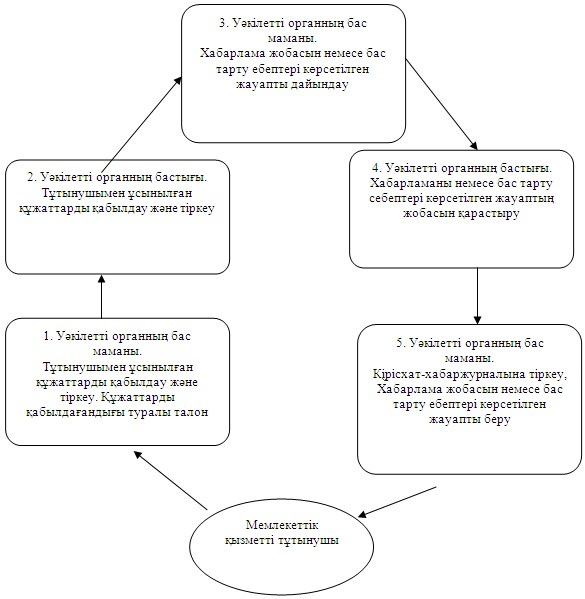 3. Уәкілетті органның бас
маманы.
Хабарлама жобасын немесе бас
тарту ебептері көрсетілген
жауапты дайындау
2. Уәкілетті органның бастығы.
Тұтынушымен ұсынылған
құжаттарды қабылдау және тіркеу
4. Уәкілетті органның бастығы.
Хабарламаны немесе бас тарту
себептері көрсетілген жауаптың
жобасын қарастыру
1. Уәкілетті органның бас
маманы.
Тұтынушымен ұсынылған
құжаттарды қабылдау және
тіркеу. Құжаттарды
қабылдағандығы туралы талон
5. Уәкілетті органның бас
маманы.
Кірісхат-хабаржурналына тіркеу,
Хабарлама жобасын немесе бас
тарту ебептері көрсетілген
жауапты беру
Мемлекеттік
қызметті тұтынушы